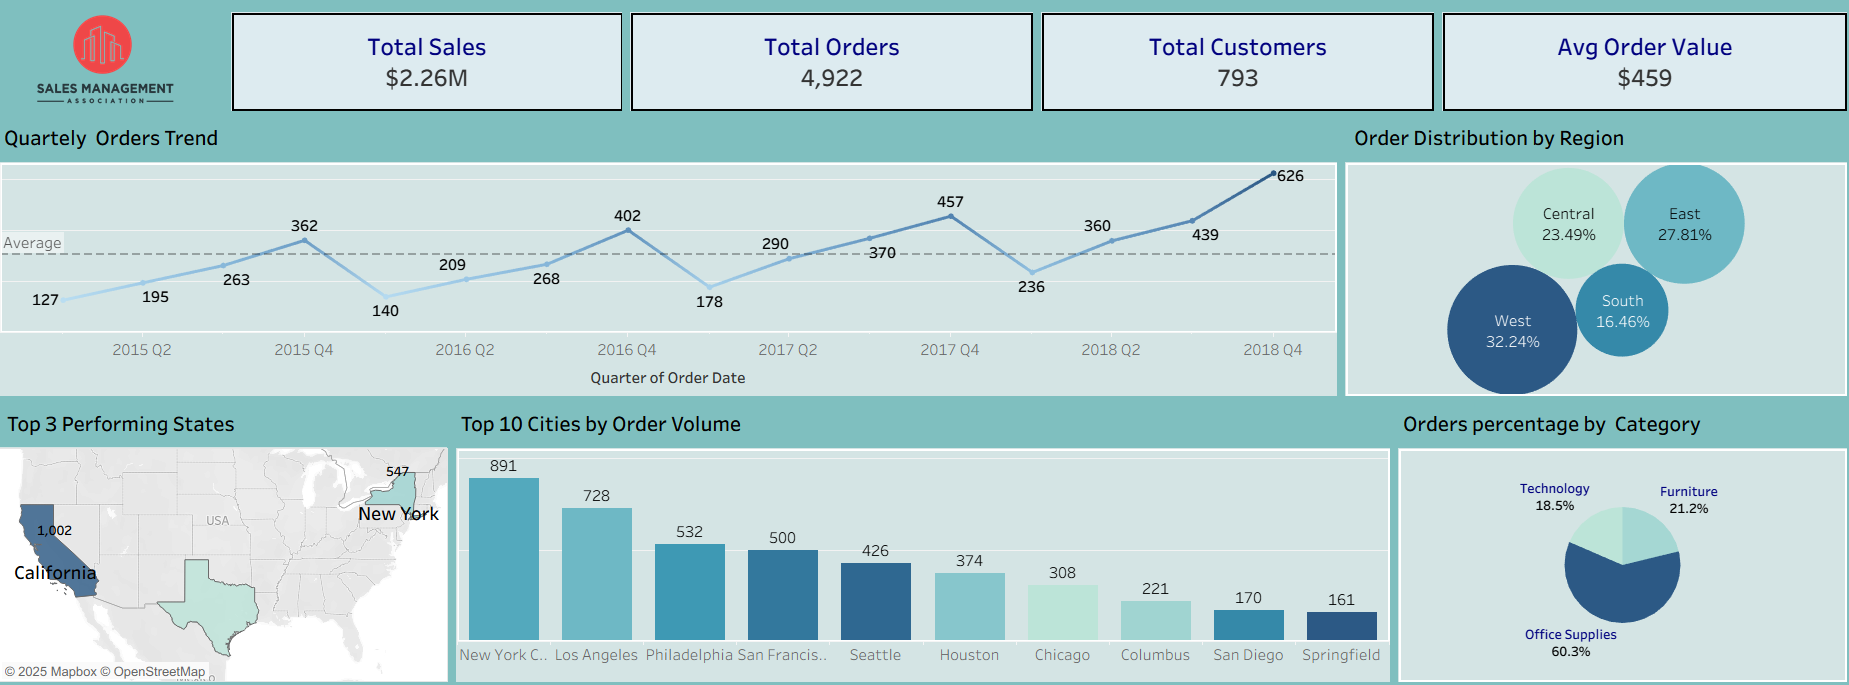 SALES MANAGEMENT
ASSOCIATION
Total Sales
$2.26M
Total Orders
4,922
Total Customers
793
Avg Order Value
$459
Quartely  Orders Trend
Order Distribution by Region
Average
127
195
263
362
140
209
268
402
178
290
370
457
236
360
439
626
2015 Q2
2015 Q4
2016 Q2
2016 Q4
2017 Q2
2017 Q4
2018 Q2
2018 Q4
Quarter of Order Date
Central
23.49%
East
27.81%
West
32.24%
South
16.46%
Top 3 Performing States
Top 10 Cities by Order Volume
Orders percentage by  Category
547
New York
USA
1,002
California
© 2025 Mapbox © OpenStreetMap
891
728
532
500
426
374
308
221
170
161
New York C..
Los Angeles
Philadelphia
San Francis..
Seattle
Houston
Chicago
Columbus
San Diego
Springfield
Technology
18.5%
Furniture
21.2%
Office Supplies
60.3%